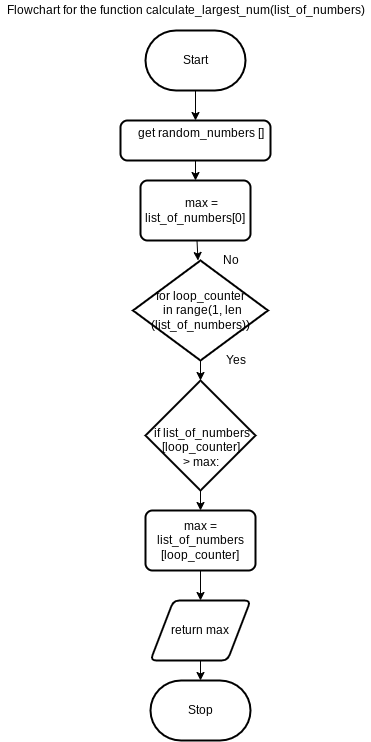 Flowchart for the function calculate_largest_num(list_of_numbers)
Start
get random_numbers []
max =
list_of_numbers[0]
No
for loop_counter
in range(1, len
(list_of_numbers))
Yes
if list_of_numbers
[loop_counter]
> max:
max =
list_of_numbers
[loop_counter]
return max
Stop